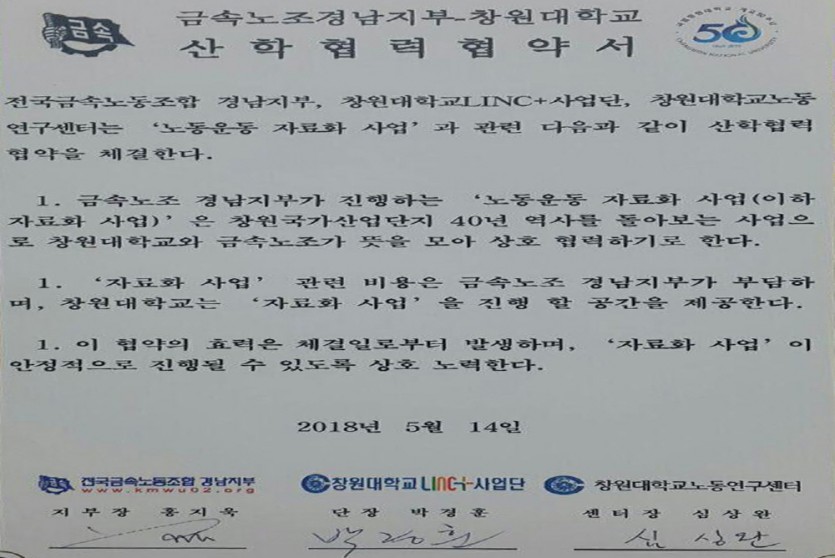 금속노조경남지부-창원대학교
산학협력협약서
금속
50
전국금속노동조합 경남지부, 창원대학교LINC+사업단, 창원대학교노동
연구센터는 '노동운동 자료화 사업'과 관련 다음과 같이 산학협력
협약을 체결한다.
1. 금속노조 경남지부가 진행하는 '노동운동 자료화 사업(이하
자료화 사업)'은 창원국가산업단지 40년 역사를 돌아보는 사업으
로 창원대학교와 금속노조가 뜻을 모아 상호 협력하기로 한다.
1. '자료화 사업' 관련 비용은 금속노조 경남지부가 부담하
며, 창원대학교는 '자료화 사업'을 진행 할 공간을 제공한다.
1. 이 협약의 효력은 체결일로부터 발생하며, '자료화 사업'이
안정적으로 진행될 수 있도록 상호 노력한다.
2018년 5월 14일
전국금속노동조합 경남지부 창원대학교LINC+사업단 창원대학교노동연구센터
www.kmwu02.org
지부장 홍지욱 단장 박경훈 센터장 심상완
박경훈 심상완